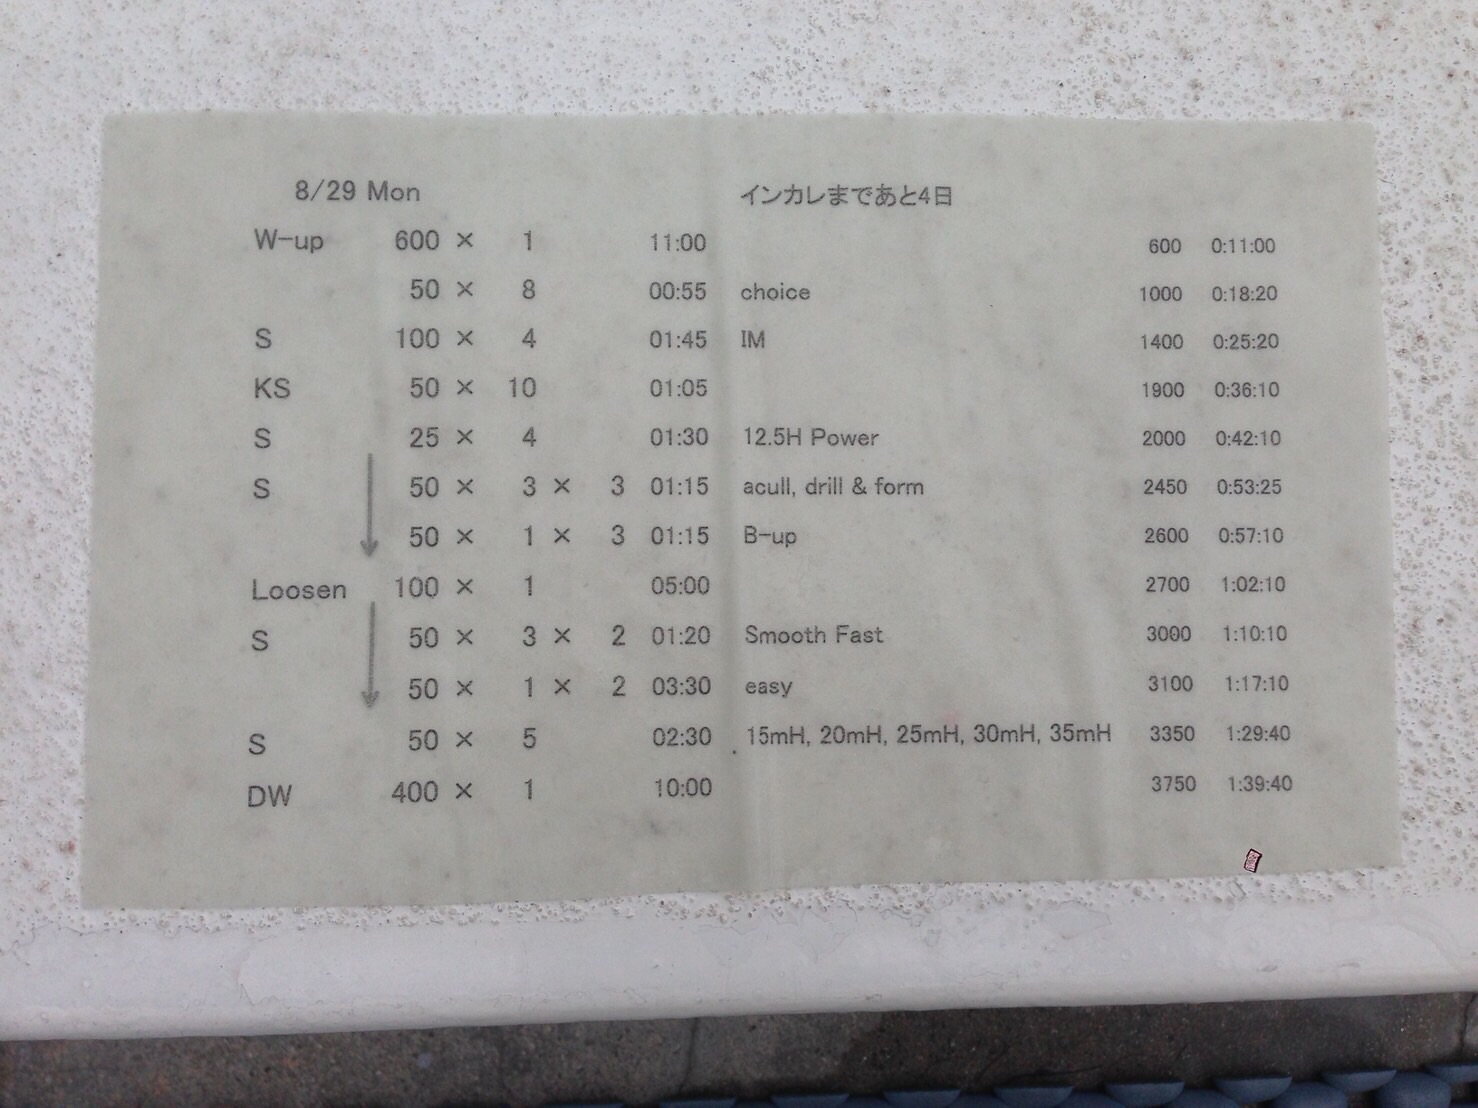 8/29 Mon インカレまであと4日
W-up 600 × 1 11:00 600 0:11:00
50 × 8 00:55 choice 1000 0:18:20
S 100 × 4 01:45 IM 1400 0:25:20
KS 50 × 10 01:05 1900 0:36:10
S 25 × 4 01:30 12.5H Power 2000 0:42:10
S 50 × 3 × 3 01:15 acull, drill & form 2450 0:53:25
50 × 1 × 3 01:15 B-up 2600 0:57:10
Loosen 100 × 1 05:00 2700 1:02:10
S 50 × 3 × 2 01:20 Smooth Fast 3000 1:10:10
50 × 1 × 2 03:30 easy 3100 1:17:10
S 50 × 5 02:30 15mH, 20mH, 25mH, 30mH, 35mH 3350 1:29:40
DW 400 × 1 10:00 3750 1:39:40